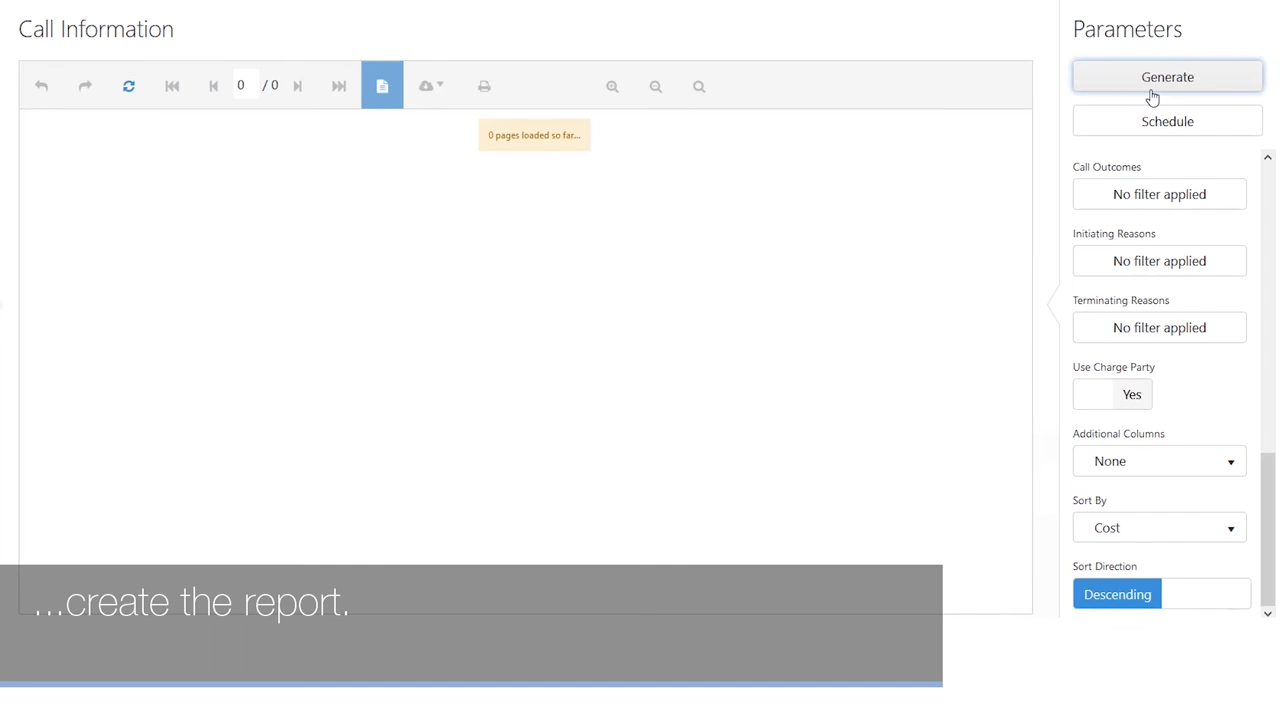 Call Information
0 / 0
0 pages loaded so far...
Parameters
Generate
Schedule
Call Outcomes
No filter applied
Initiating Reasons
No filter applied
Terminating Reasons
No filter applied
Use Charge Party
Yes
Additional Columns
None
Sort By
Cost
Sort Direction
Descending
...create the report.